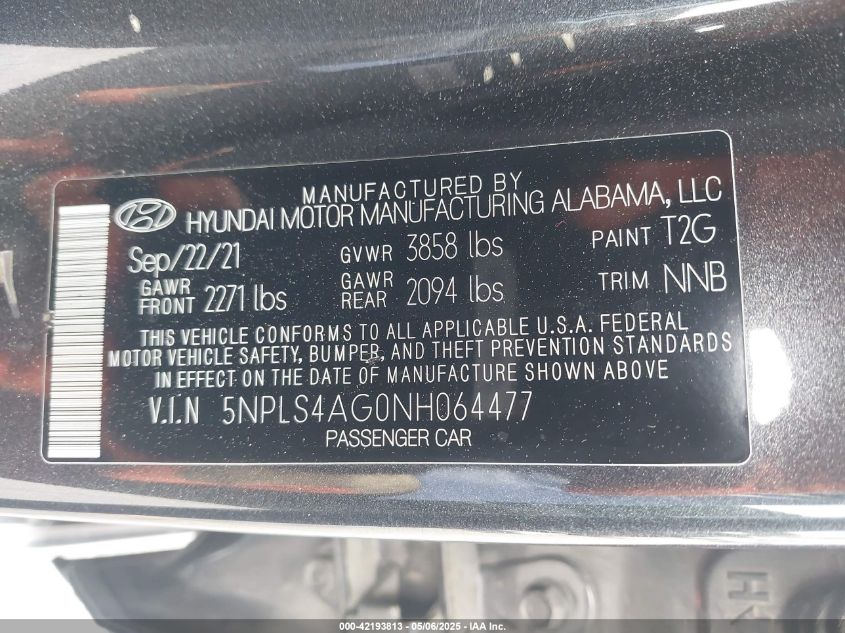 MANUFACTURED BY
HYUNDAI MOTOR MANUFACTURING ALABAMA, LLC
Sep/22/21 GVWR 3858 lbs PAINT T2G
GAWR FRONT 2271 lbs GAWR REAR 2094 lbs TRIM NNB
THIS VEHICLE CONFORMS TO ALL APPLICABLE U.S.A. FEDERAL
MOTOR VEHICLE SAFETY, BUMPER, AND THEFT PREVENTION STANDARDS
IN EFFECT ON THE DATE OF MANUFACTURE SHOWN ABOVE
V.I.N 5NPLS4AG0NH064477
PASSENGER CAR
000-42193813 - 05/06/2025 - IAA Inc.